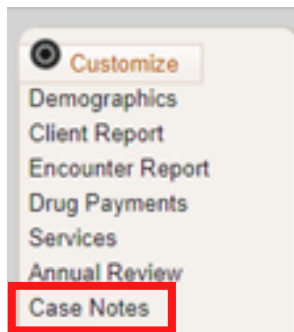 Customize
Demographics
Client Report
Encounter Report
Drug Payments
Services
Annual Review
Case Notes